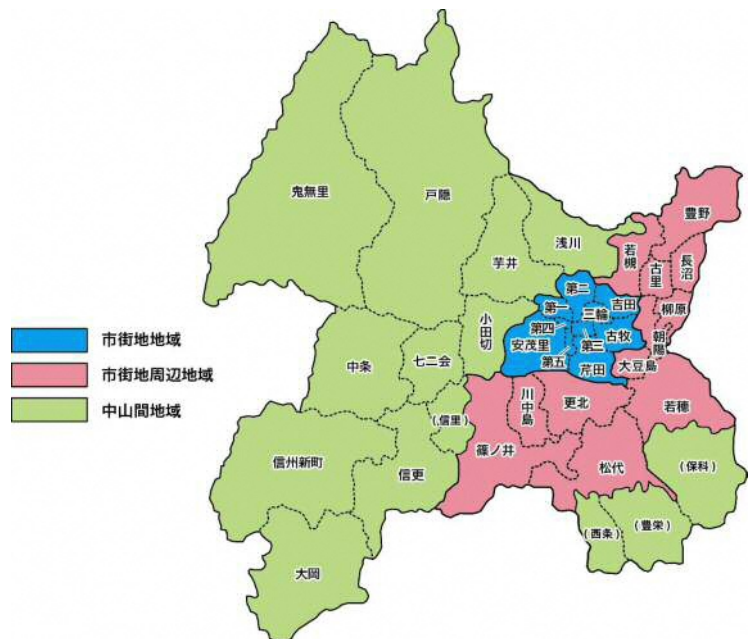 鬼無里
戸隠
豊野
浅川
若槻
長沼
古里
芋井
第二
吉田
柳原
第一
三輪
小田切
第四
古牧
朝陽
市街地地域
安茂里
第三
中条
七二会
第五
芹田
大豆島
市街地周辺地域
川中島
更北
若穂
中山間地域
(信里)
篠ノ井
信州新町
信更
松代
(保科)
(豊栄)
(西条)
大岡